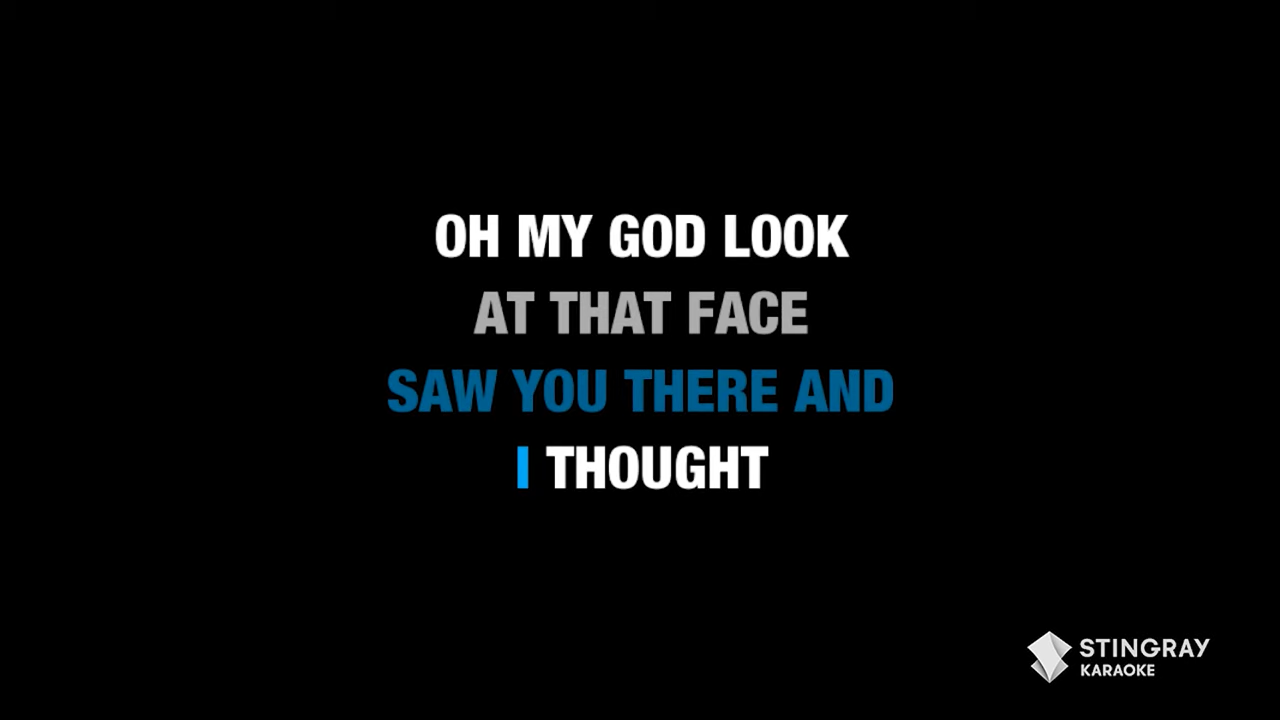 OH MY GOD LOOK
AT THAT FACE
SAW YOU THERE AND
I THOUGHT
STINGRAY
KARAOKE